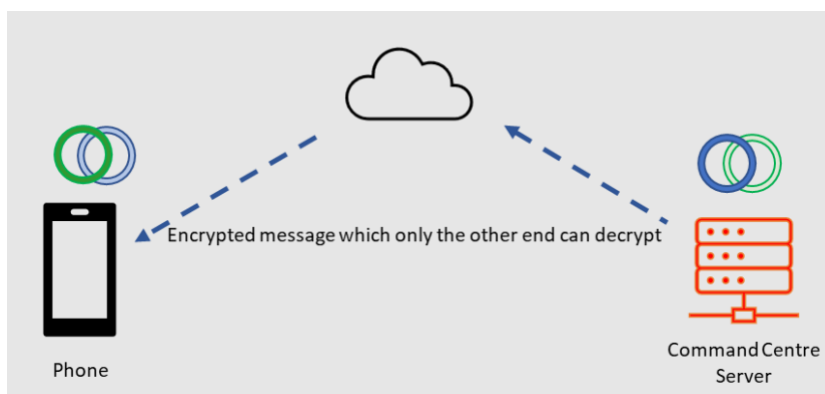 Encrypted message which only the other end can decrypt
Phone
Command Centre
Server